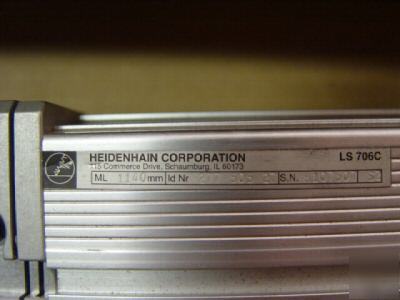 HEIDENHAIN CORPORATION LS 706C
115 Commerce Drive, Schaumburg, IL 60173
ML 1140 mm Id Nr S.N.